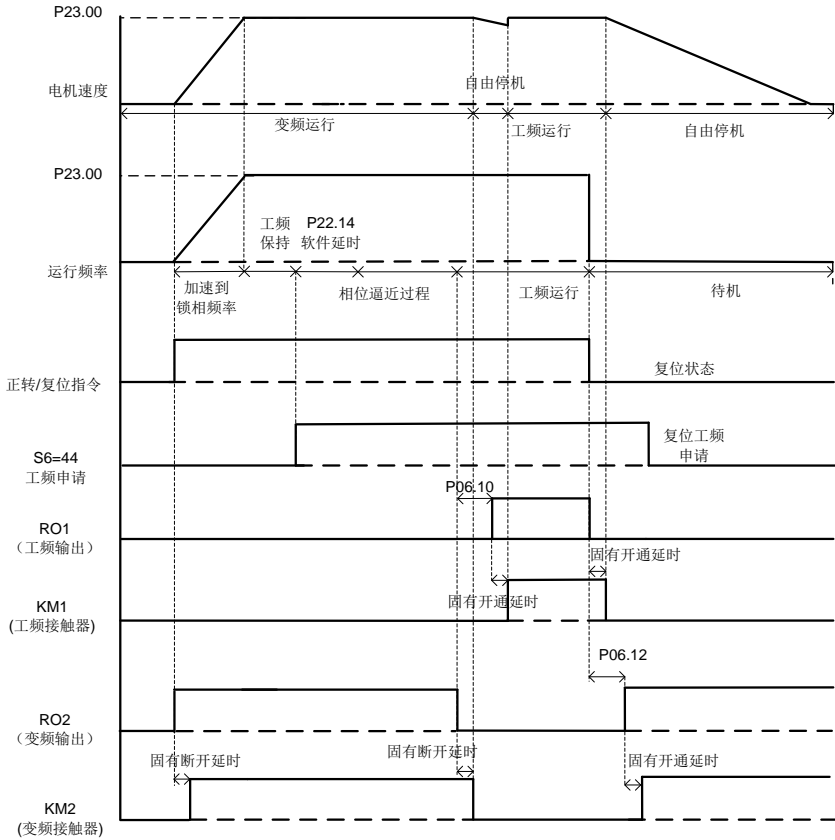 P23.00
电机速度
自由停机
变频运行
工频运行
自由停机
P23.00
工频
保持
P22.14
软件延时
运行频率
加速到
锁相频率
相位逼近过程
工频运行
待机
正转/复位指令
复位状态
S6=44
工频申请
复位工频
申请
P06.10
RO1
（工频输出）
固有开通延时
固有开通延时
KM1
(工频接触器)
P06.12
RO2
（变频输出）
固有断开延时
固有断开延时
固有开通延时
KM2
(变频接触器)